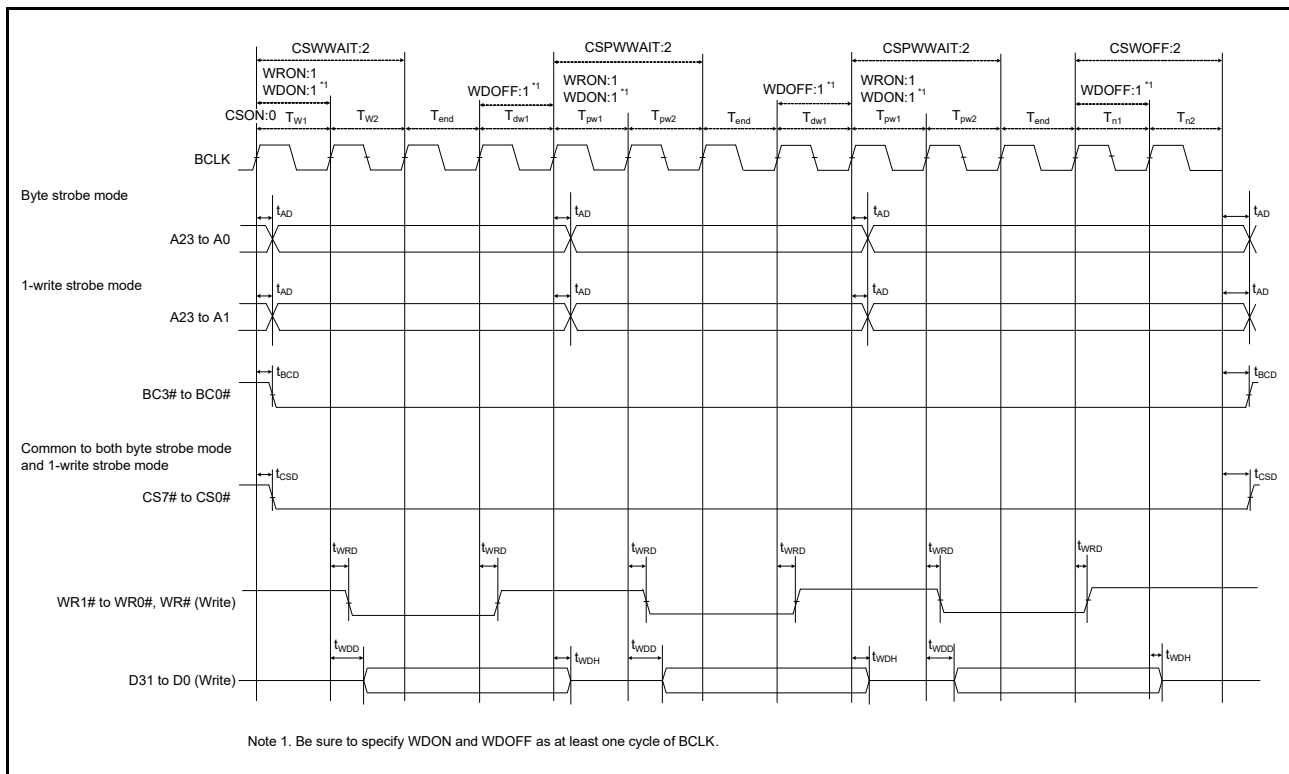 CSWWAIT:2 CSPWWAIT:2 CSPWWAIT:2 CSWOFF:2
WRON:1 WRON:1 WRON:1
WDON:1 *1 WDOFF:1 *1 WDON:1 *1 WDOFF:1 *1 WDON:1 *1 WDOFF:1 *1
CSON:0 TW1 TW2 Tend Tdw1 Tpw1 Tpw2 Tend Tdw1 Tpw1 Tpw2 Tend Tn1 Tn2
BCLK
Byte strobe mode
tAD tAD tAD tAD
A23 to A0
1-write strobe mode
tAD tAD tAD tAD
A23 to A1
tBCD tBCD
BC3# to BC0#
Common to both byte strobe mode
and 1-write strobe mode
tCSD tCSD
CS7# to CS0#
tWRD tWRD tWRD tWRD tWRD tWRD
WR1# to WR0#, WR# (Write)
tWDD tWDH tWDD tWDH tWDD tWDH
D31 to D0 (Write)
Note 1. Be sure to specify WDON and WDOFF as at least one cycle of BCLK.